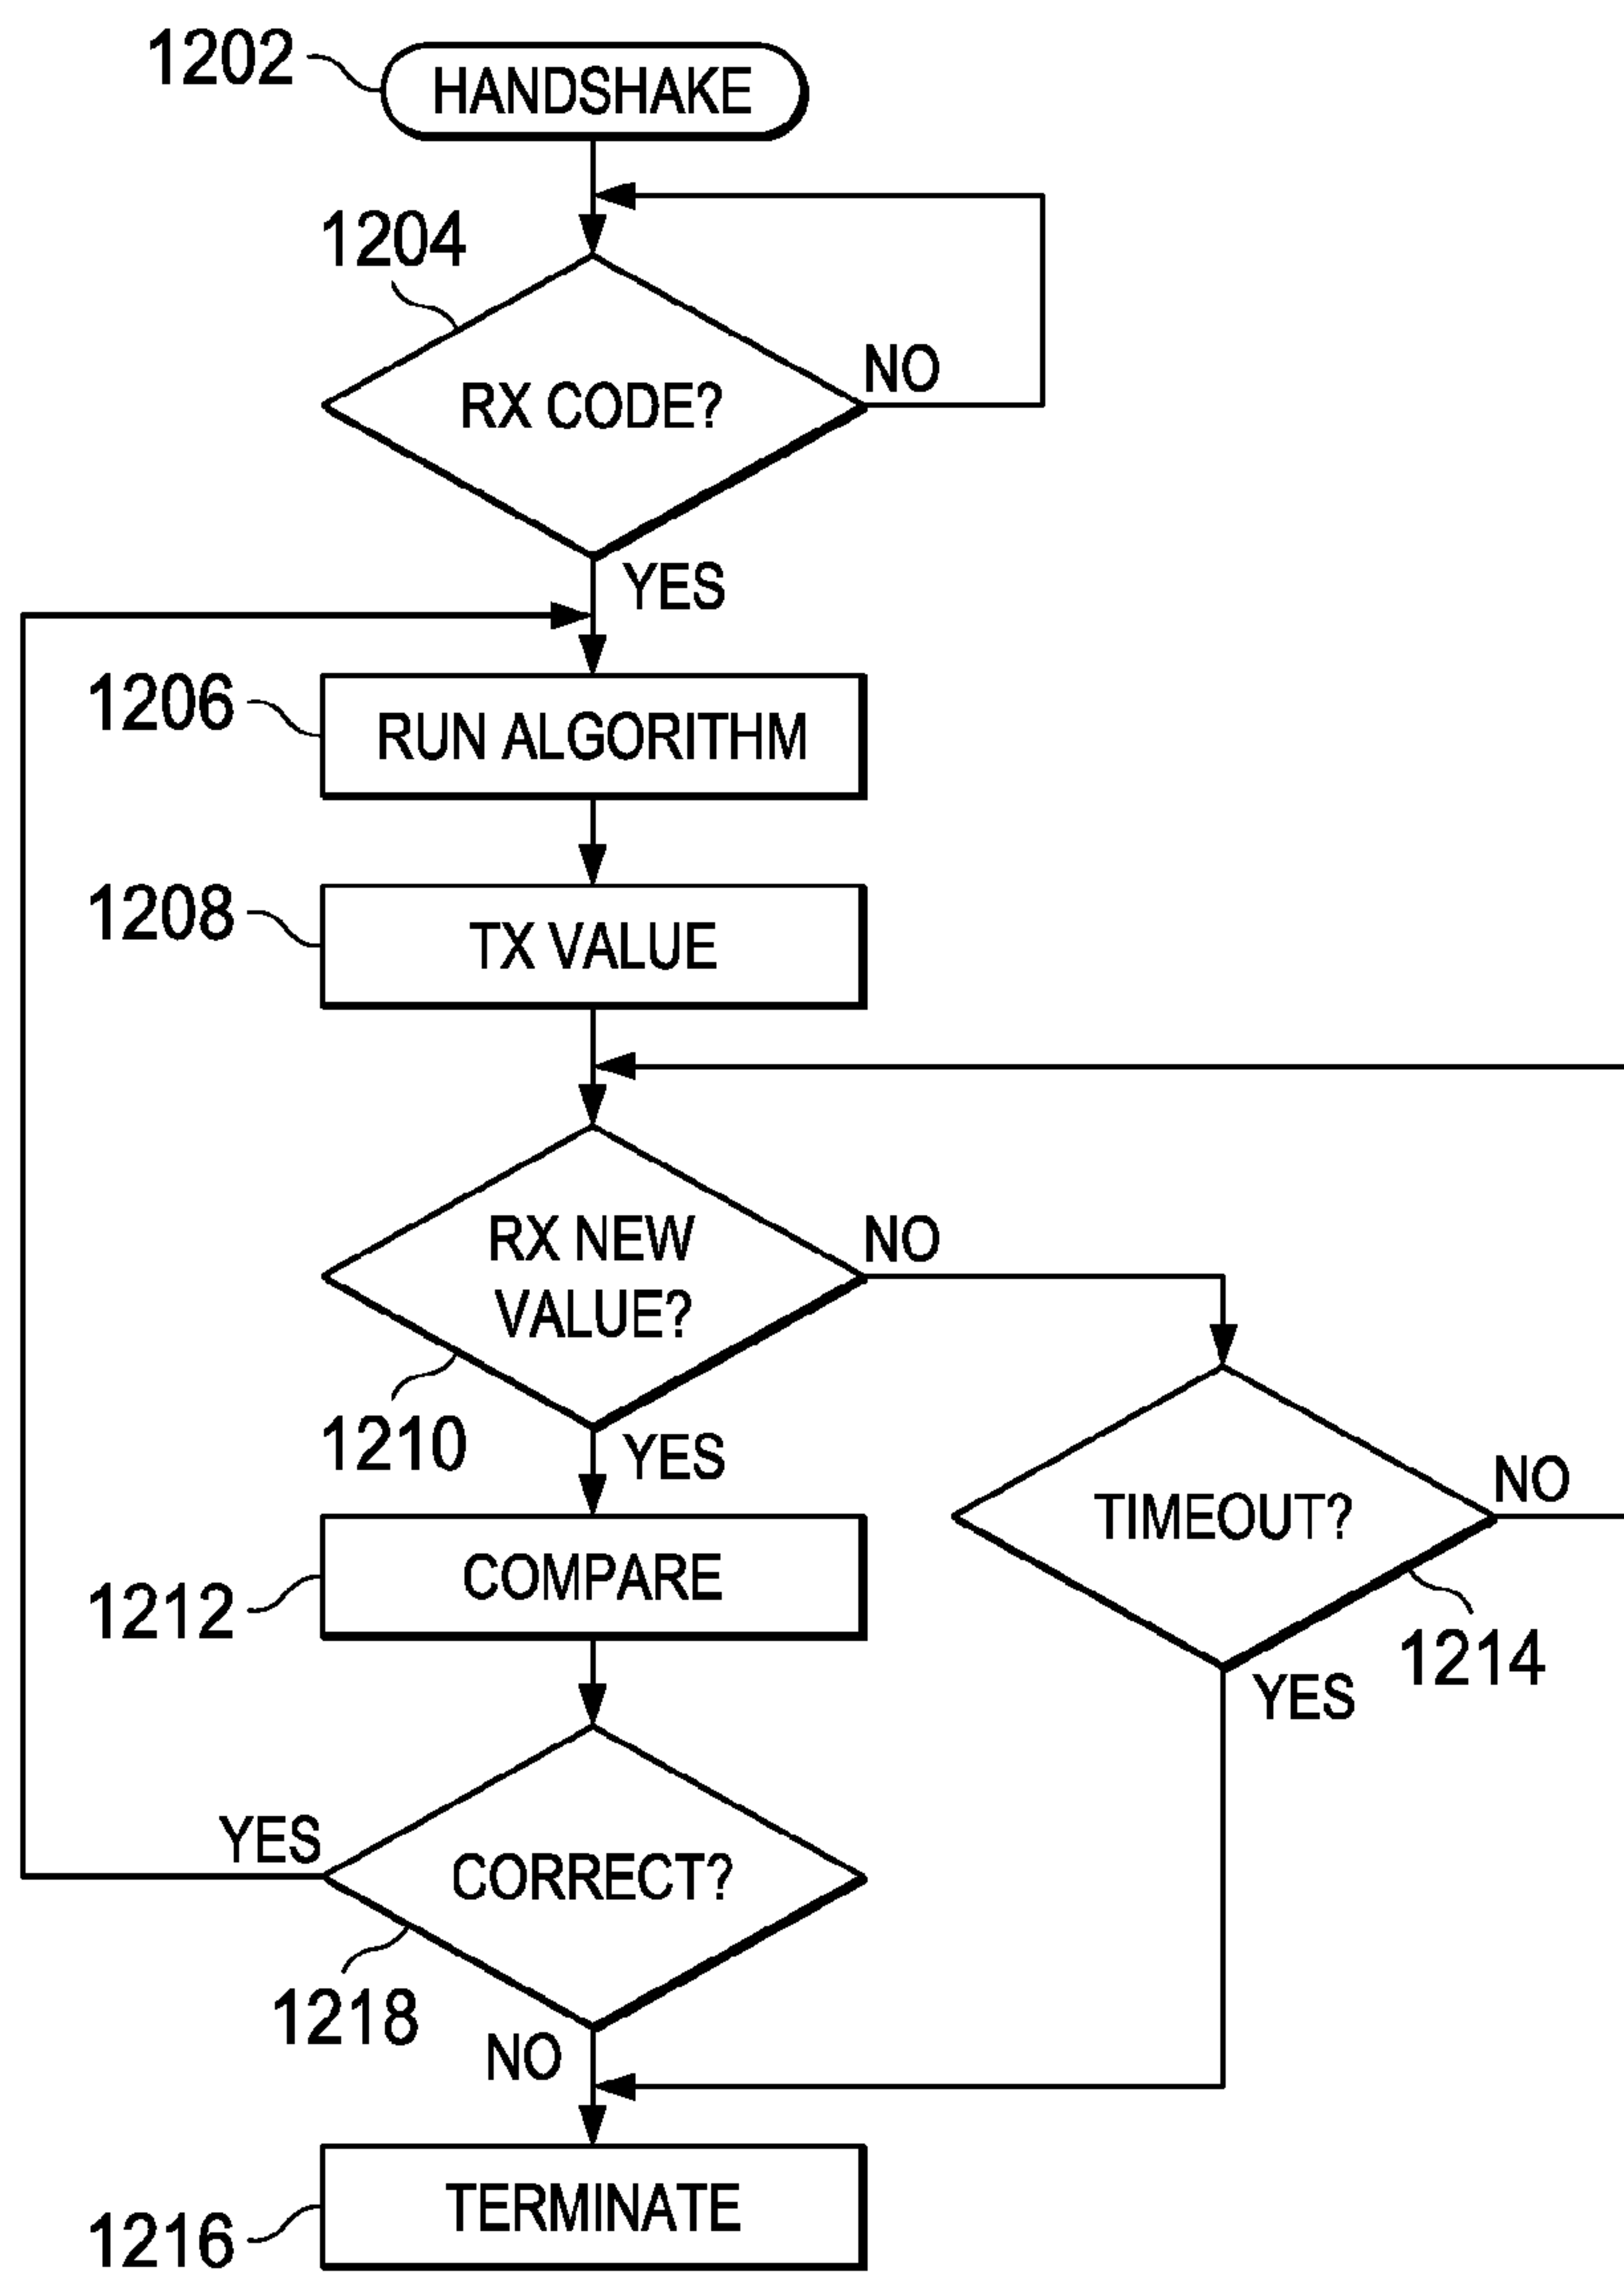 1202
HANDSHAKE
1204
RX CODE?
NO
YES
1206
RUN ALGORITHM
1208
TX VALUE
RX NEW
VALUE?
NO
1210
YES
1212
COMPARE
TIMEOUT?
NO
1214
YES
YES
CORRECT?
1218
NO
1216
TERMINATE